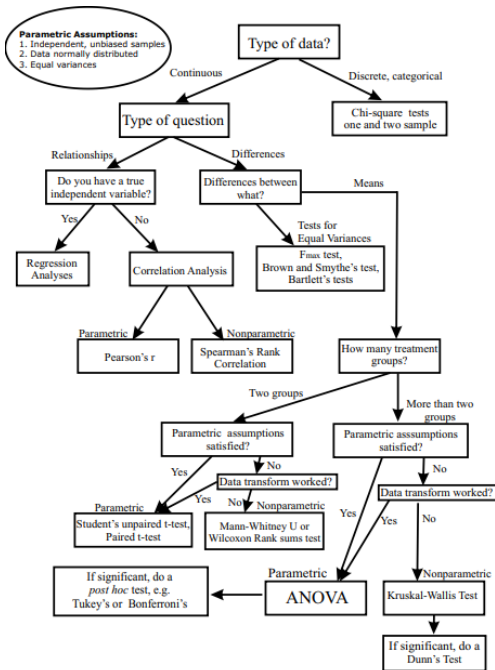 Parametric Assumptions:
1. Independent, unbiased samples
2. Data normally distributed
3. Equal variances
Type of data?
Continuous
Discrete, categorical
Type of question
Chi-square tests
one and two sample
Relationships
Differences
Means
Do you have a true
independent variable?
Differences between
what?
Yes
No
Tests for
Equal Variances
Regression
Analyses
Correlation Analysis
Fmax test,
Brown and Smythe's test,
Bartlett's tests
Parametric
Nonparametric
Pearson's r
Spearman's Rank
Correlation
How many treatment
groups?
Two groups
More than two
groups
Parametric asssumptions
satisfied?
Parametric asssumptions
satisfied?
Yes
No
No
Data transform worked?
Data transform worked?
Parametric
Yes
No
Nonparametric
Yes
Yes
No
Student's unpaired t-test,
Paired t-test
Mann-Whitney U or
Wilcoxon Rank sums test
If significant, do a
post hoc test, e.g.
Tukey's or Bonferroni's
Parametric
ANOVA
Nonparametric
Kruskal-Wallis Test
If significant, do a
Dunn's Test